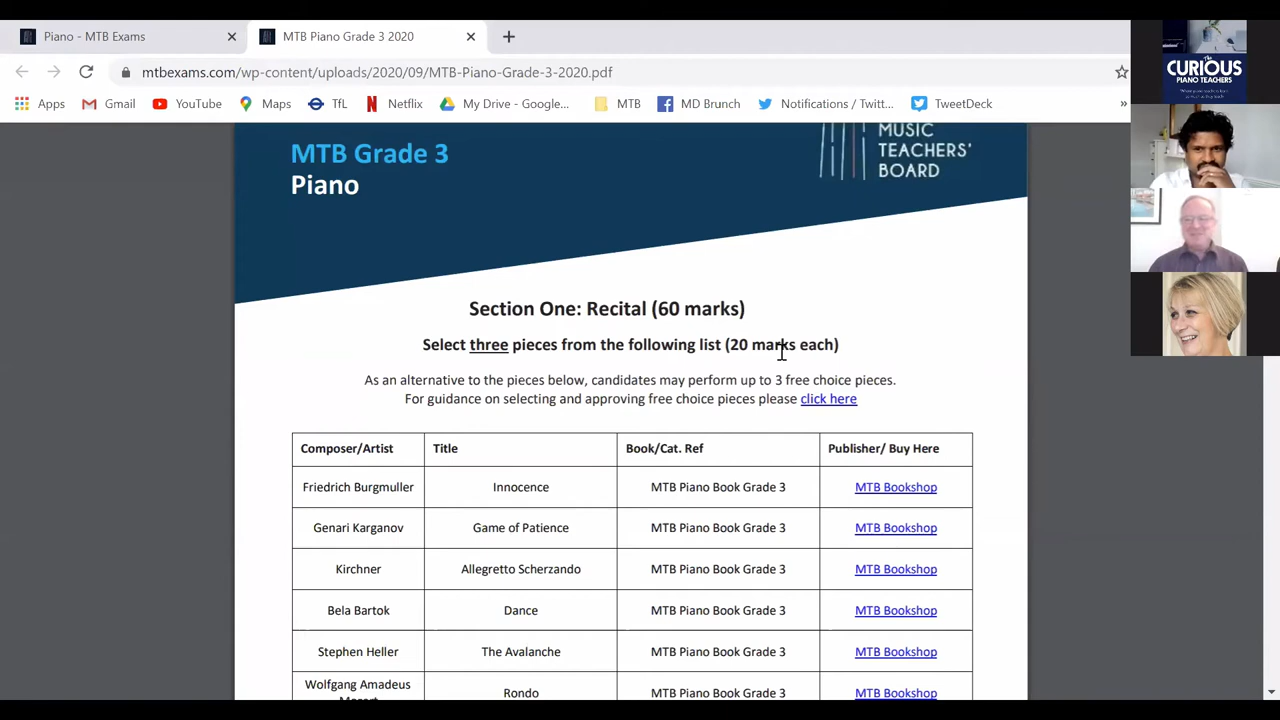 Piano - MTB Exams
MTB Piano Grade 3 2020
mtbexams.com/wp-content/uploads/2020/09/MTB-Piano-Grade-3-2020.pdf
Apps
Gmail
YouTube
Maps
TfL
Netflix
My Drive - Google...
MTB
MD Brunch
Notifications / Twitt...
TweetDeck
»
The
CURIOUS
PIANO TEACHERS
MTB Grade 3
Piano
MUSIC
TEACHERS'
BOARD
Section One: Recital (60 marks)
Select three pieces from the following list (20 marks each)
As an alternative to the pieces below, candidates may perform up to 3 free choice pieces.
For guidance on selecting and approving free choice pieces please click here
Composer/Artist Title Book/Cat. Ref Publisher/ Buy Here
Friedrich Burgmuller Innocence MTB Piano Book Grade 3 MTB Bookshop
Genari Karganov Game of Patience MTB Piano Book Grade 3 MTB Bookshop
Kirchner Allegretto Scherzando MTB Piano Book Grade 3 MTB Bookshop
Bela Bartok Dance MTB Piano Book Grade 3 MTB Bookshop
Stephen Heller The Avalanche MTB Piano Book Grade 3 MTB Bookshop
Wolfgang Amadeus
Rondo MTB Piano Book Grade 3 MTB Bookshop